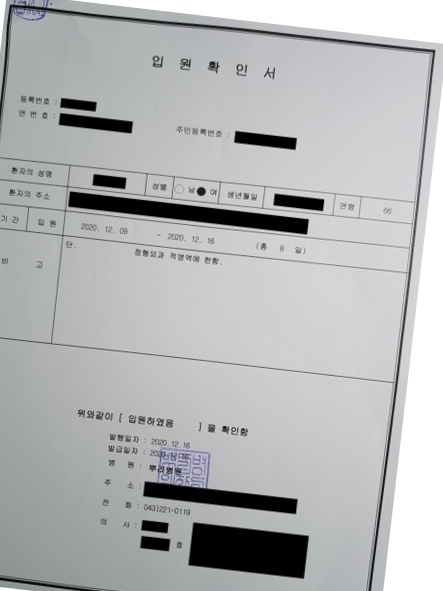 입 원 확 인 서
등록번호 :
연 번 호 :
주민등록번호 :
환자의 성명 성별 남 여 생년월일 연령 66
환자의 주소
기 간 입 원 2020. 12. 09 - 2020. 12. 16 (총 8 일)
비 고 단, 정형외과 적영역에 한함.
위와같이 [ 입원하였음 ] 을 확인함
발행일자 : 2020.12.16
발급일자 : 2020.12.16
병 원 : 뿌리병원
주 소 :
전 화 : 043)221-0119
의 사 :
호